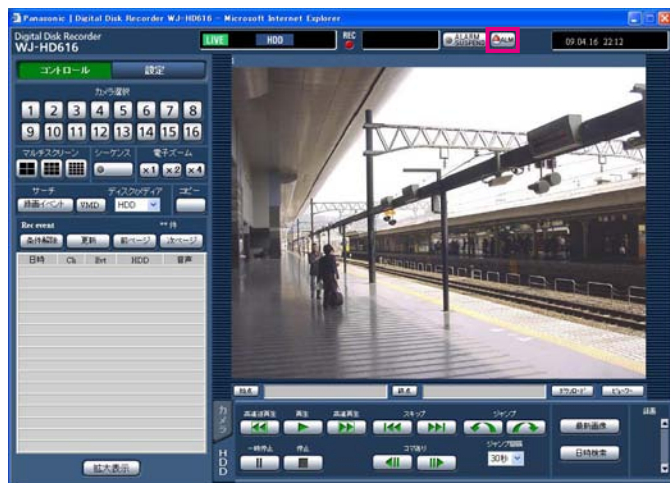 Panasonic | Digital Disk Recorder WJ-HD616 - Microsoft Internet Explorer
Digital Disk Recorder
WJ-HD616
LIVE HDD REC ALARM SUSPEND ALM 09.04.16 22:12
コントロール 設定
カメラ選択
1 2 3 4 5 6 7 8
9 10 11 12 13 14 15 16
マルチスクリーン シーケンス 電子ズーム
x1 x2 x4
サーチ ディスク/メディア コピー
録画イベント VMD HDD
Rec event ** 件
条件解除 更新 前ページ 次ページ
日時 Ch Evt HDD 音声
拡大表示
始点 終点 ダウンロード ビューワー
カメラ
HDD
高速逆再生 再生 高速再生 スキップ ジャンプ
最新画像
録画
一時停止 停止 コマ送り ジャンプ間隔
30秒
日時検索